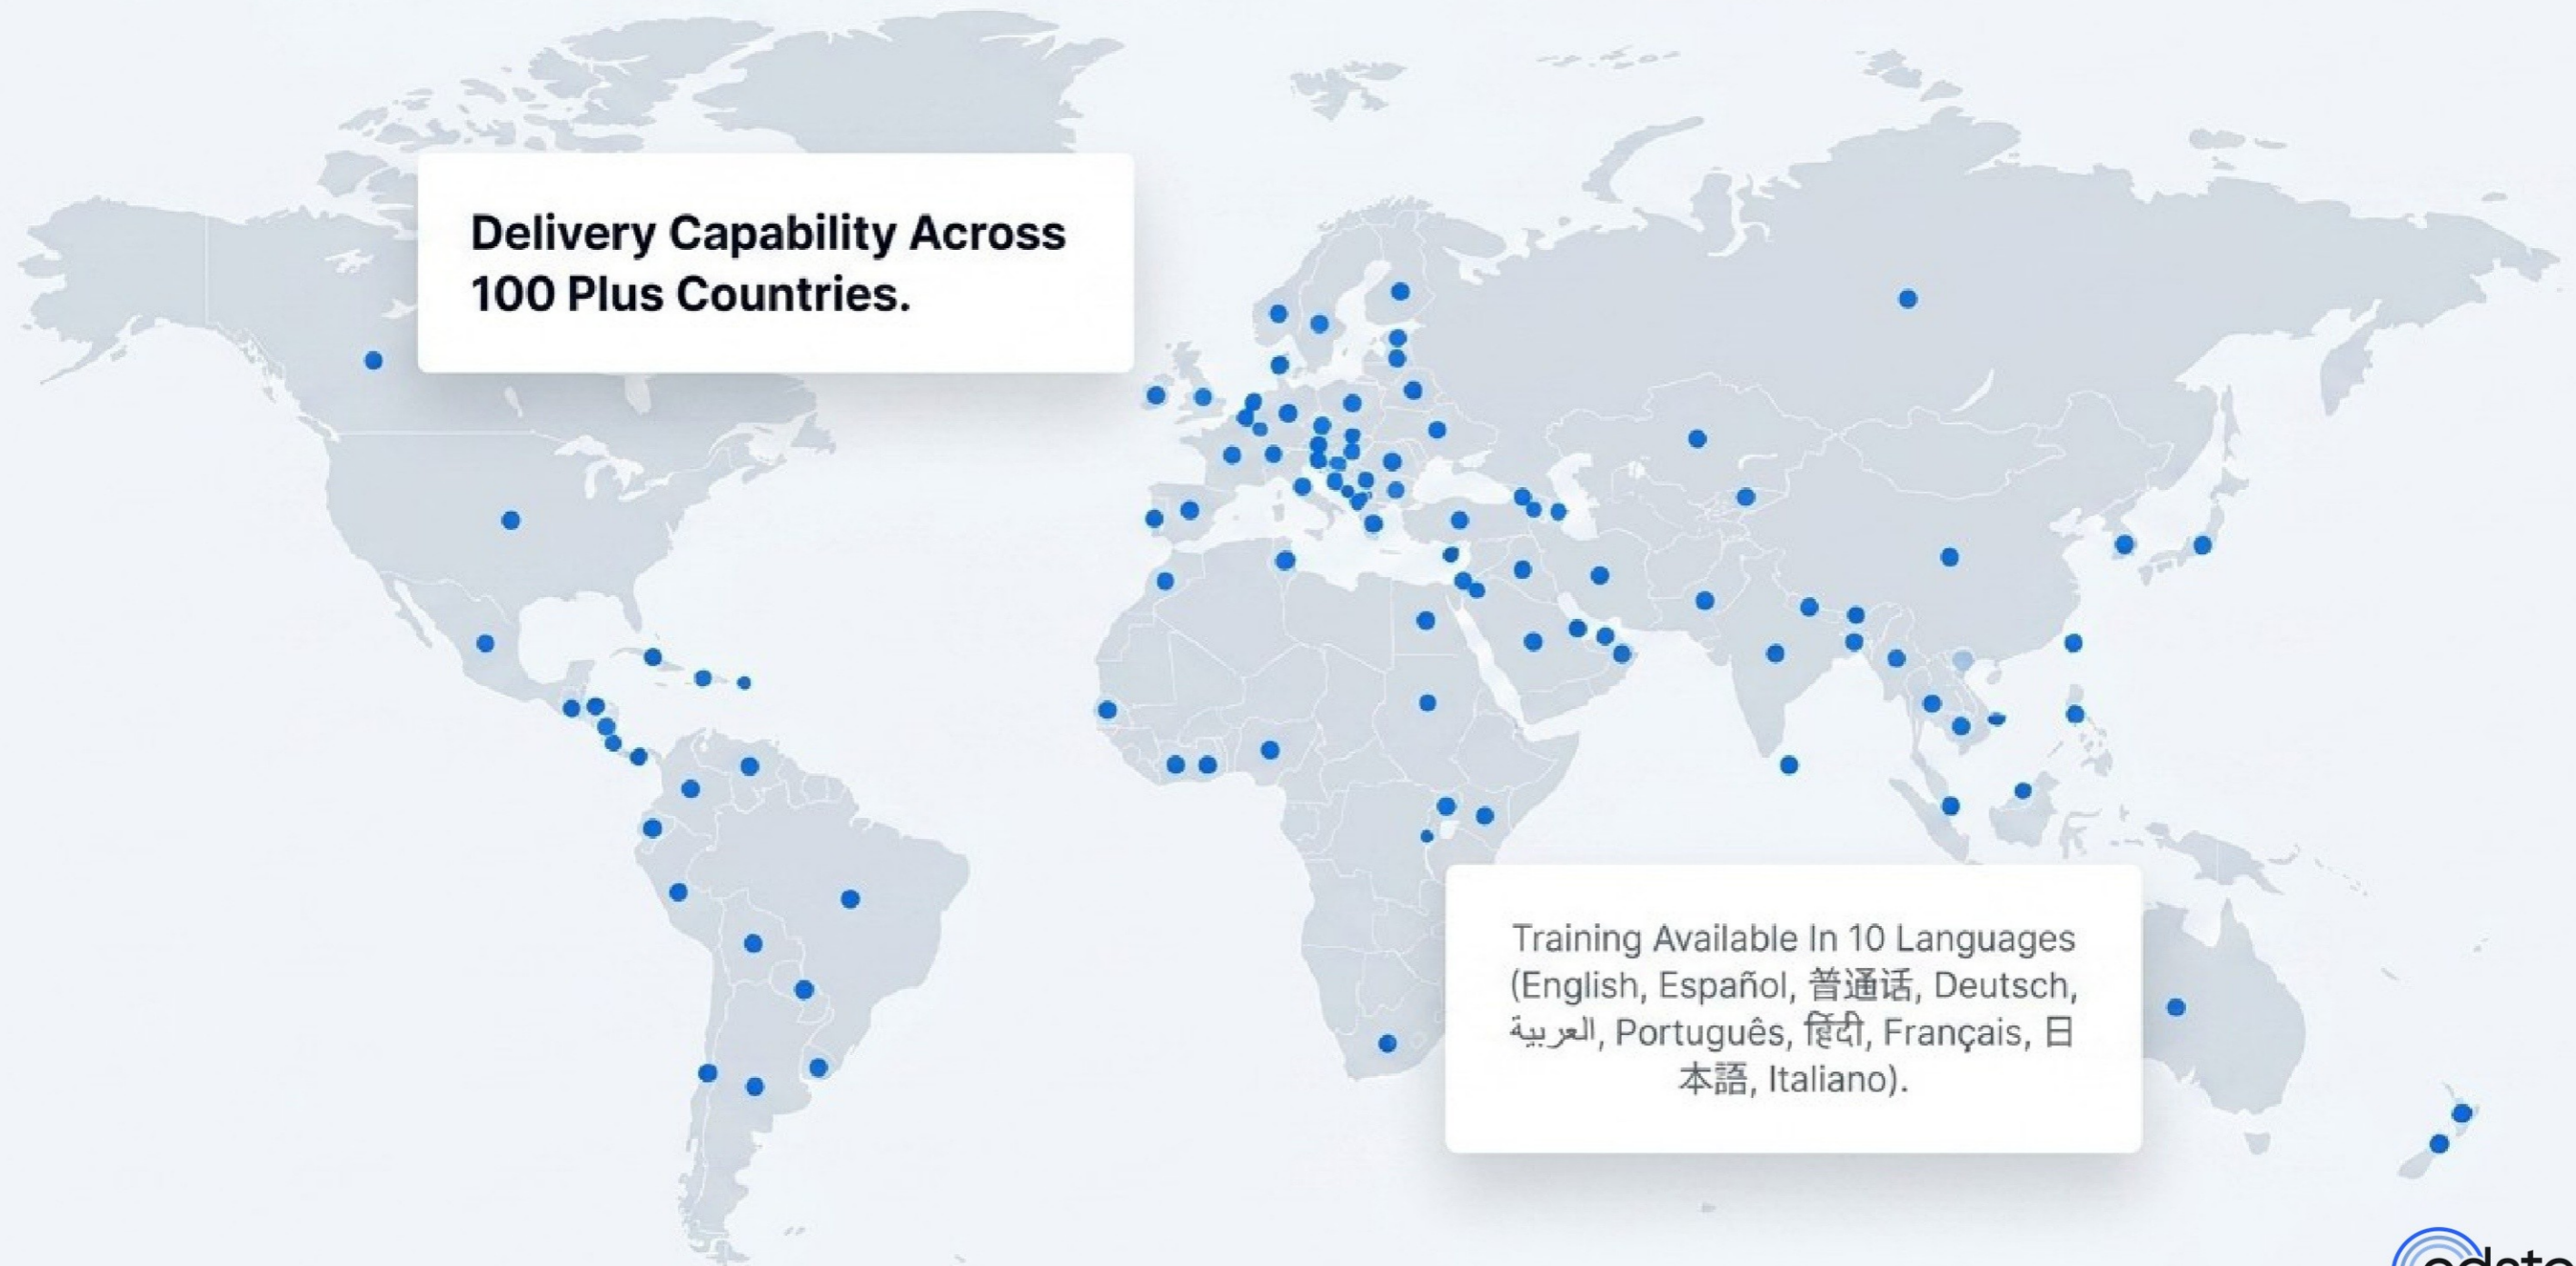 Delivery Capability Across
100 Plus Countries.
Training Available In 10 Languages
(English, Español, 普通话, Deutsch,
العربية, Português, हिंदी, Français, 日
本語, Italiano).